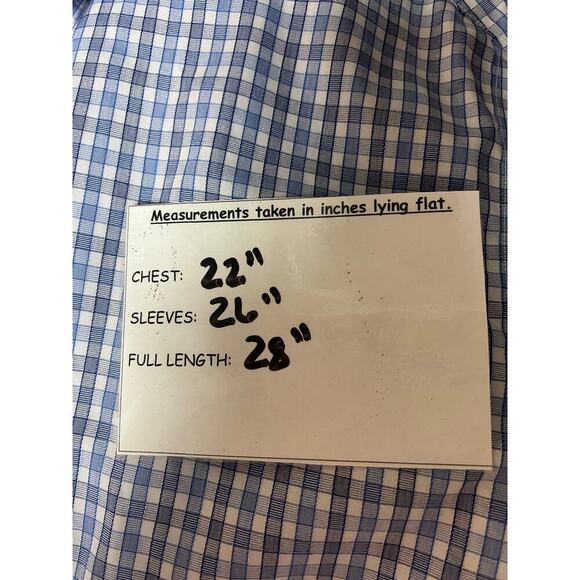 Measurements taken in inches lying flat.
CHEST: 22"
SLEEVES: 26"
FULL LENGTH: 28"